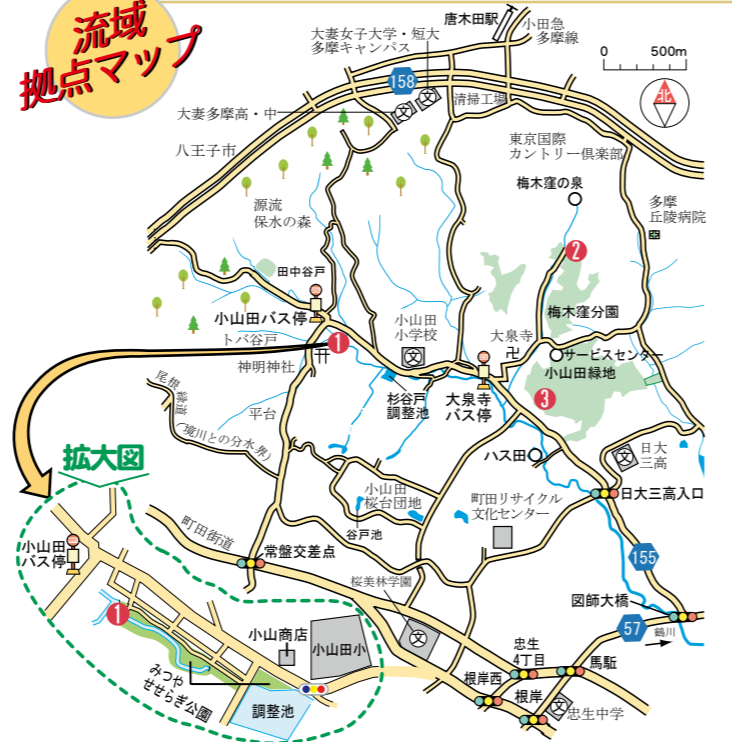 流域
拠点マップ
唐木田駅
小田急
多摩線
0 500m
北
大妻女子大学・短大
多摩キャンパス
158
文
文
清掃工場
大妻多摩高・中
八王子市
東京国際
カントリー倶楽部
梅木窪の泉
多摩
丘陵病院
源流
保水の森
2
田中谷戸
梅木窪分園
小山田バス停
小山田
小学校
文
大泉寺
卍
トバ谷戸
1
サービスセンター
小山田緑地
神明神社
杉谷戸
調整池
大泉寺
バス停
3
尾根緑道
(境川との分水界)
平台
ハス田
日大
三高
文
拡大図
小山田
桜台団地
町田リサイクル
文化センター
日大三高入口
谷戸池
町田街道
小山田
バス停
常盤交差点
155
桜美林学園
文
図師大橋
1
小山商店
小山田小
57
鶴川
忠生
4丁目
馬駈
みつや
せせらぎ公園
根岸西
根岸
調整池
文
忠生中学